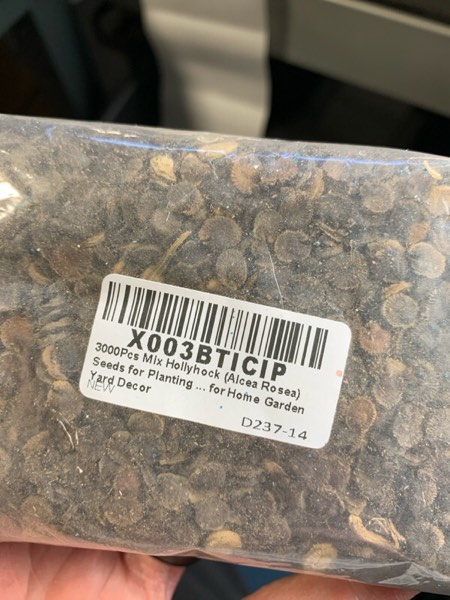 X003BTICIP
3000Pcs Mix Hollyhock (Alcea Rosea)
Seeds for Planting ... for Home Garden
Yard Decor
NEW
D237-14